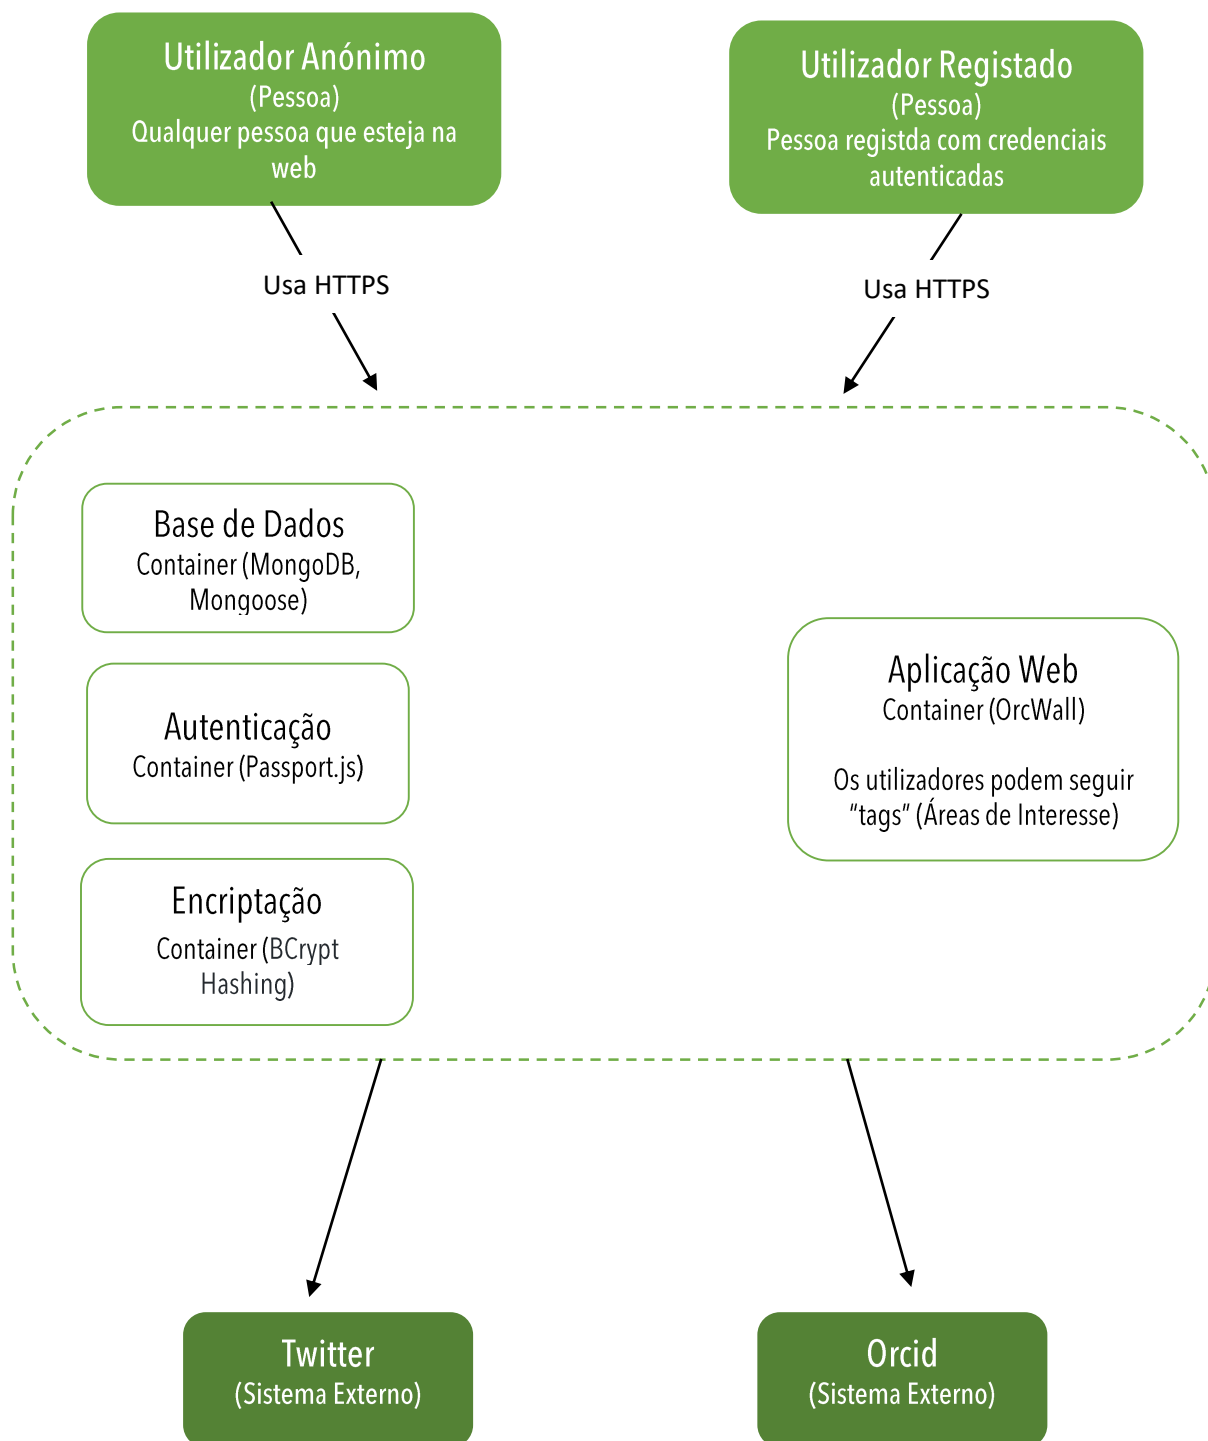 Utilizador Anónimo
(Pessoa)
Qualquer pessoa que esteja na
web
Utilizador Registado
(Pessoa)
Pessoa registda com credenciais
autenticadas
Usa HTTPS
Usa HTTPS
Base de Dados
Container (MongoDB,
Mongoose)
Autenticação
Container (Passport.js)
Encriptação
Container (BCrypt
Hashing)
Aplicação Web
Container (OrcWall)
Os utilizadores podem seguir
“tags” (Áreas de Interesse)
Twitter
(Sistema Externo)
Orcid
(Sistema Externo)